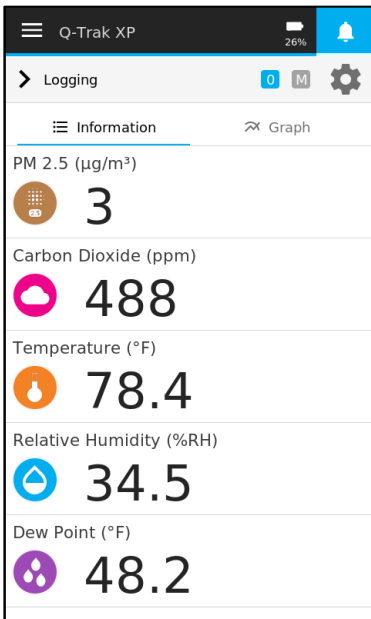 Q-Trak XP
26%
Logging
0 M
Information Graph
PM 2.5 (µg/m³)
2.5
3
Carbon Dioxide (ppm)
488
Temperature (°F)
78.4
Relative Humidity (%RH)
34.5
Dew Point (°F)
48.2